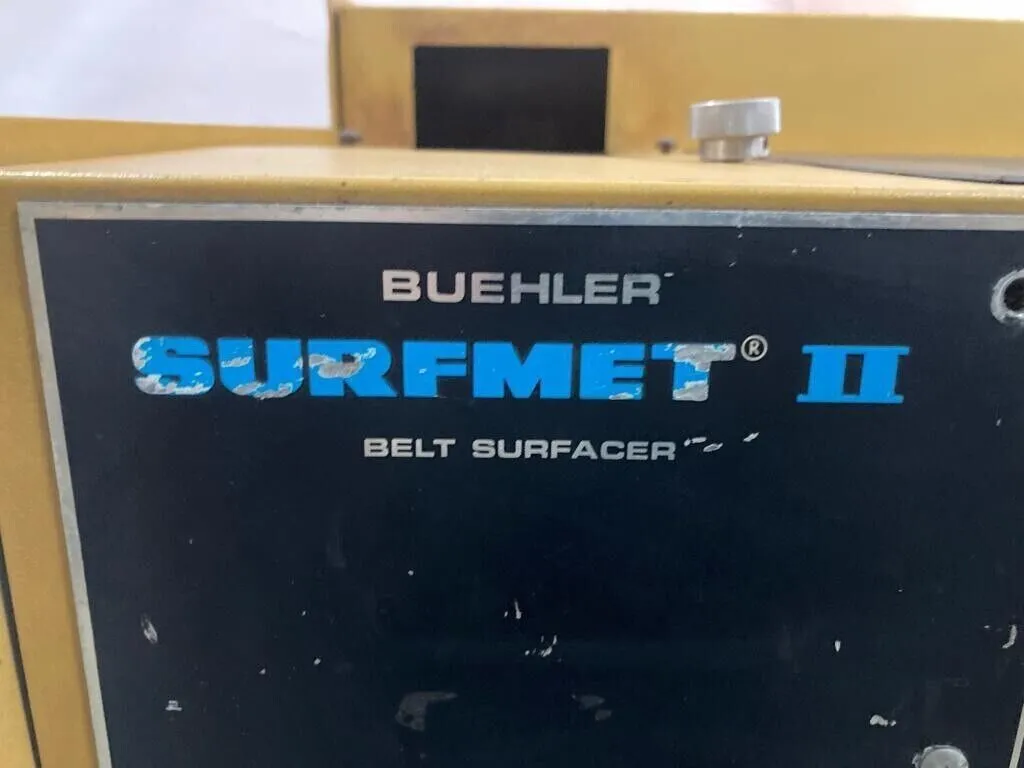 BUEHLER
SURFMET® II
BELT SURFACER